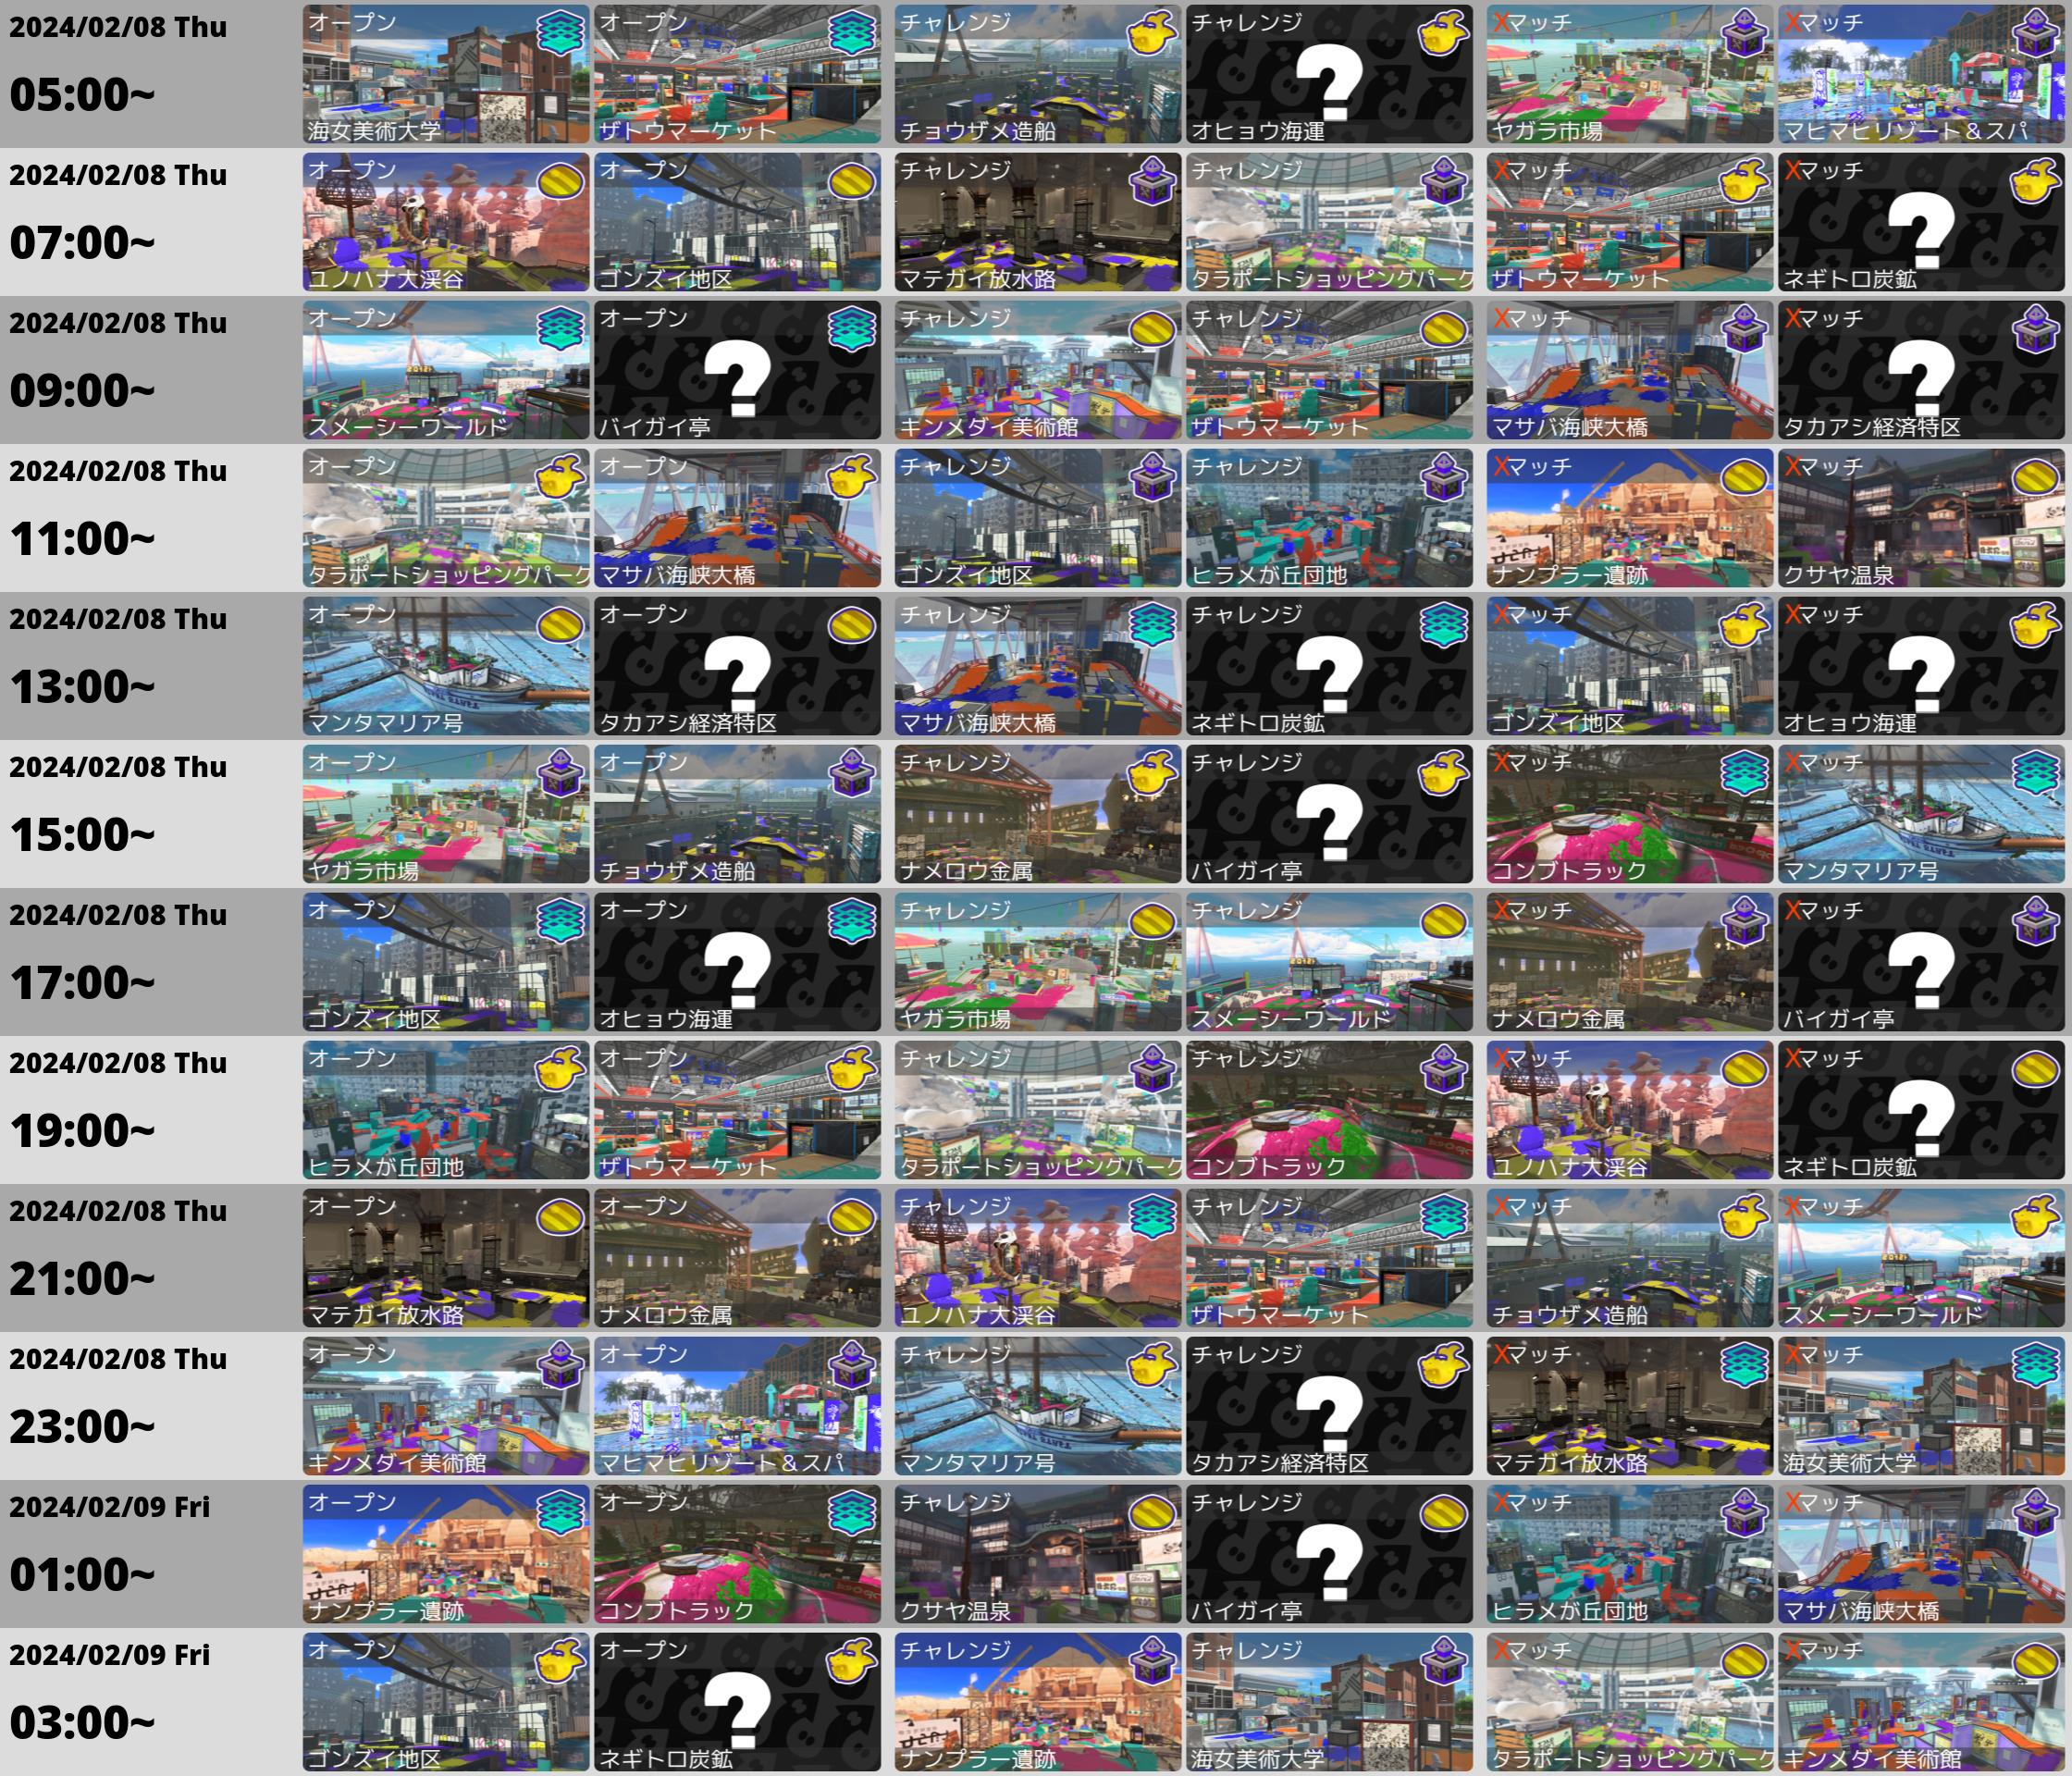 2024/02/08 Thu
05:00~
オープン
海女美術大学
オープン
ザトウマーケット
チャレンジ
チョウザメ造船
チャレンジ
?
オヒョウ海運
Xマッチ
ヤガラ市場
Xマッチ
マヒマヒリゾート＆スパ
2024/02/08 Thu
07:00~
オープン
ユノハナ大渓谷
オープン
ゴンズイ地区
チャレンジ
マテガイ放水路
チャレンジ
タラポートショッピングパーク
Xマッチ
ザトウマーケット
Xマッチ
?
ネギトロ炭鉱
2024/02/08 Thu
09:00~
オープン
スメーシーワールド
オープン
?
バイガイ亭
チャレンジ
キンメダイ美術館
チャレンジ
ザトウマーケット
Xマッチ
マサバ海峡大橋
Xマッチ
?
タカアシ経済特区
2024/02/08 Thu
11:00~
オープン
タラポートショッピングパーク
オープン
マサバ海峡大橋
チャレンジ
ゴンズイ地区
チャレンジ
ヒラメが丘団地
Xマッチ
ナンプラー遺跡
Xマッチ
クサヤ温泉
2024/02/08 Thu
13:00~
オープン
マンタマリア号
オープン
?
タカアシ経済特区
チャレンジ
マサバ海峡大橋
チャレンジ
?
ネギトロ炭鉱
Xマッチ
ゴンズイ地区
Xマッチ
?
オヒョウ海運
2024/02/08 Thu
15:00~
オープン
ヤガラ市場
オープン
チョウザメ造船
チャレンジ
ナメロウ金属
チャレンジ
?
バイガイ亭
Xマッチ
コンブトラック
Xマッチ
マンタマリア号
2024/02/08 Thu
17:00~
オープン
ゴンズイ地区
オープン
?
オヒョウ海運
チャレンジ
ヤガラ市場
チャレンジ
スメーシーワールド
Xマッチ
ナメロウ金属
Xマッチ
?
バイガイ亭
2024/02/08 Thu
19:00~
オープン
ヒラメが丘団地
オープン
ザトウマーケット
チャレンジ
タラポートショッピングパーク
チャレンジ
コンブトラック
Xマッチ
ユノハナ大渓谷
Xマッチ
?
ネギトロ炭鉱
2024/02/08 Thu
21:00~
オープン
マテガイ放水路
オープン
ナメロウ金属
チャレンジ
ユノハナ大渓谷
チャレンジ
ザトウマーケット
Xマッチ
チョウザメ造船
Xマッチ
スメーシーワールド
2024/02/08 Thu
23:00~
オープン
キンメダイ美術館
オープン
マヒマヒリゾート＆スパ
チャレンジ
マンタマリア号
チャレンジ
?
タカアシ経済特区
Xマッチ
マテガイ放水路
Xマッチ
海女美術大学
2024/02/09 Fri
01:00~
オープン
ナンプラー遺跡
オープン
コンブトラック
チャレンジ
クサヤ温泉
チャレンジ
?
バイガイ亭
Xマッチ
ヒラメが丘団地
Xマッチ
マサバ海峡大橋
2024/02/09 Fri
03:00~
オープン
ゴンズイ地区
オープン
?
ネギトロ炭鉱
チャレンジ
ナンプラー遺跡
チャレンジ
海女美術大学
Xマッチ
タラポートショッピングパーク
Xマッチ
キンメダイ美術館